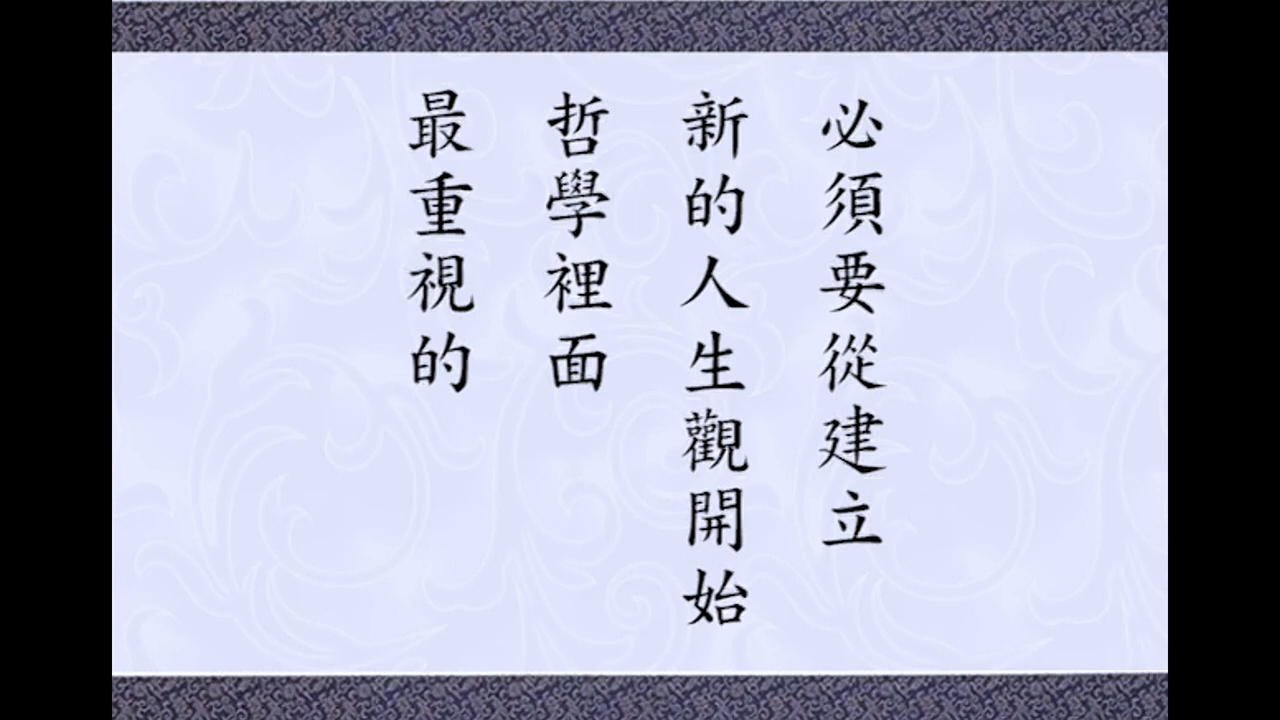 必須要從建立
新的人生觀開始
哲學裡面
最重視的